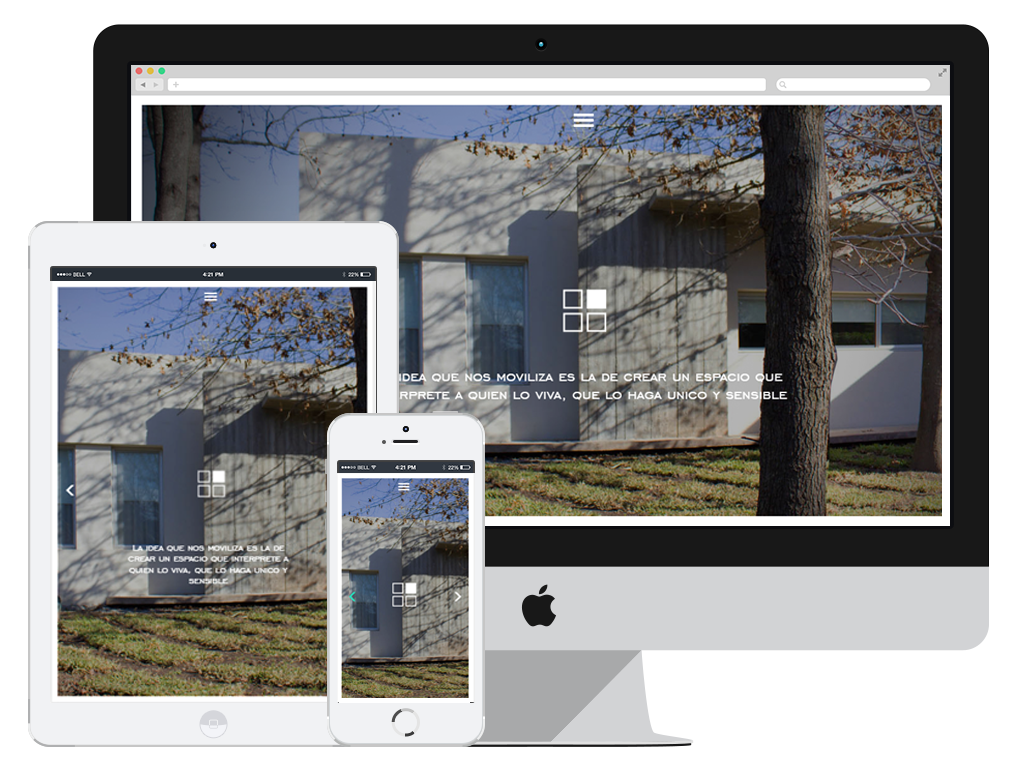 IDEA QUE NOS MOVILIZA ES LA DE CREAR UN ESPACIO QUE
RPRETE A QUIEN LO VIVA, QUE LO HAGA UNICO Y SENSIBLE
BELL 4:21 PM 22%
LA IDEA QUE NOS MOVILIZA ES LA DE
CREAR UN ESPACIO QUE INTERPRETE A
QUIEN LO VIVA, QUE LO HAGA UNICO Y
SENSIBLE
BELL 4:21 PM 22%